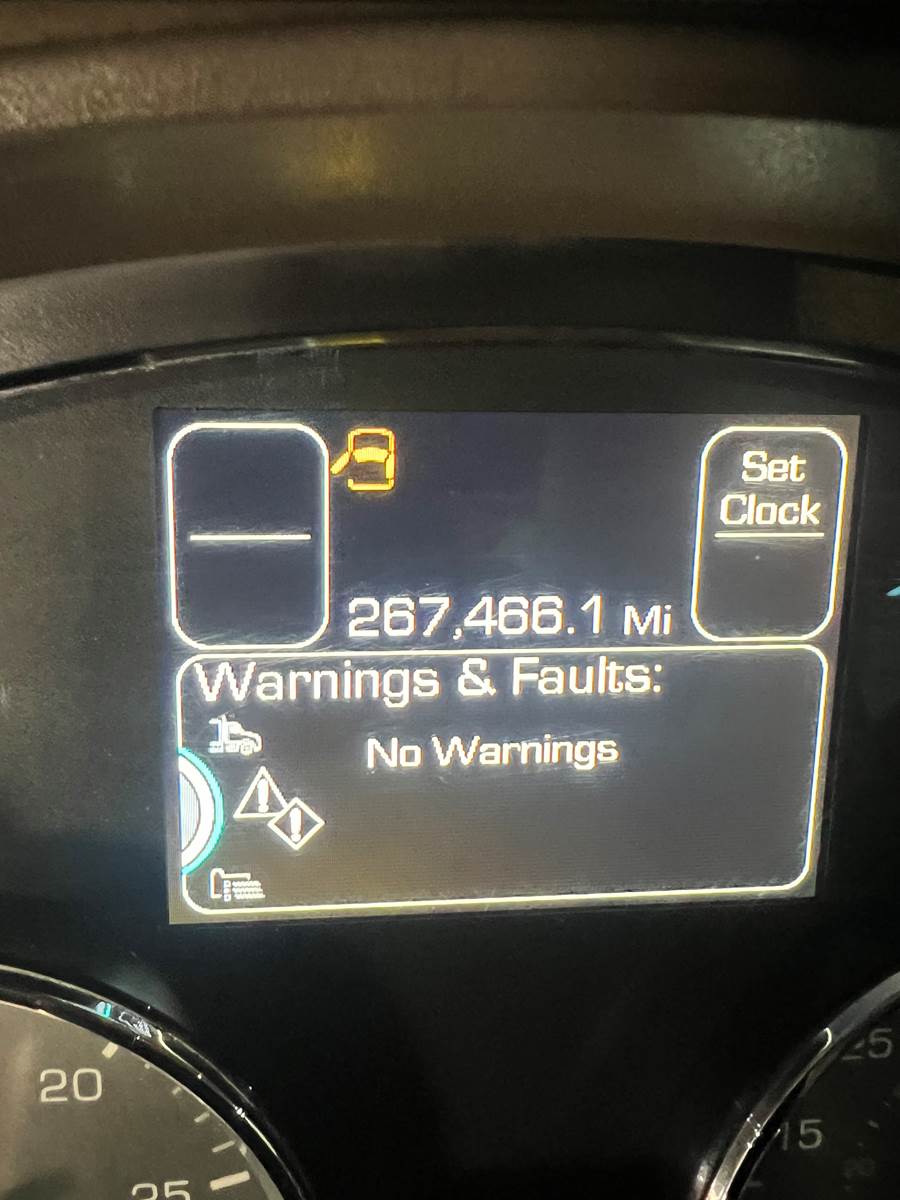 Set
Clock
267,466.1 Mi
Warnings & Faults:
No Warnings
20
25
25
15